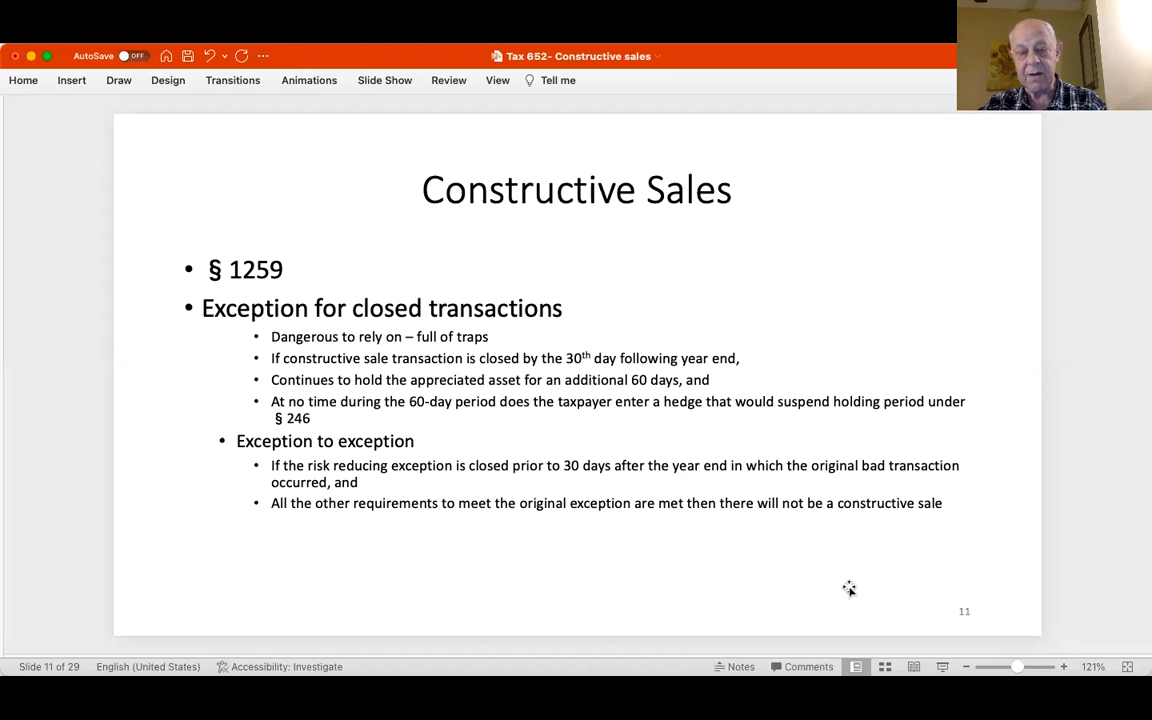 AutoSave OFF
Tax 652- Constructive sales
Home Insert Draw Design Transitions Animations Slide Show Review View Tell me
Constructive Sales
• § 1259
• Exception for closed transactions
• Dangerous to rely on – full of traps
• If constructive sale transaction is closed by the 30th day following year end,
• Continues to hold the appreciated asset for an additional 60 days, and
• At no time during the 60-day period does the taxpayer enter a hedge that would suspend holding period under
§ 246
• Exception to exception
• If the risk reducing exception is closed prior to 30 days after the year end in which the original bad transaction
occurred, and
• All the other requirements to meet the original exception are met then there will not be a constructive sale
11
Slide 11 of 29 English (United States) Accessibility: Investigate Notes Comments 121%